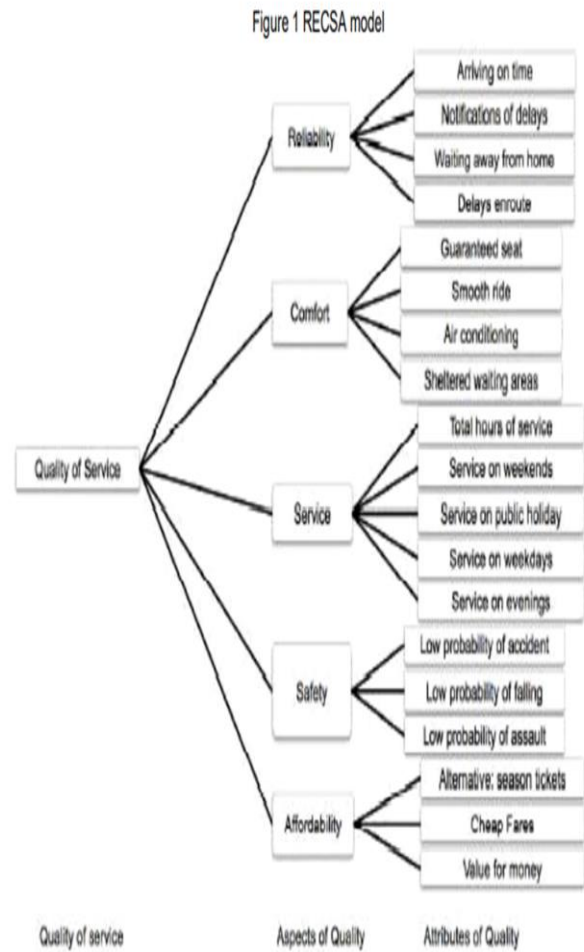 Figure 1 RECSA model
Quality of Service
Reliability
Arriving on time
Notifications of delays
Waiting away from home
Delays enroute
Comfort
Guaranteed seat
Smooth ride
Air conditioning
Sheltered waiting areas
Service
Total hours of service
Service on weekends
Service on public holiday
Service on weekdays
Service on evenings
Safety
Low probability of accident
Low probability of falling
Low probability of assault
Affordability
Alternative: season tickets
Cheap Fares
Value for money
Quality of service
Aspects of Quality
Attributes of Quality